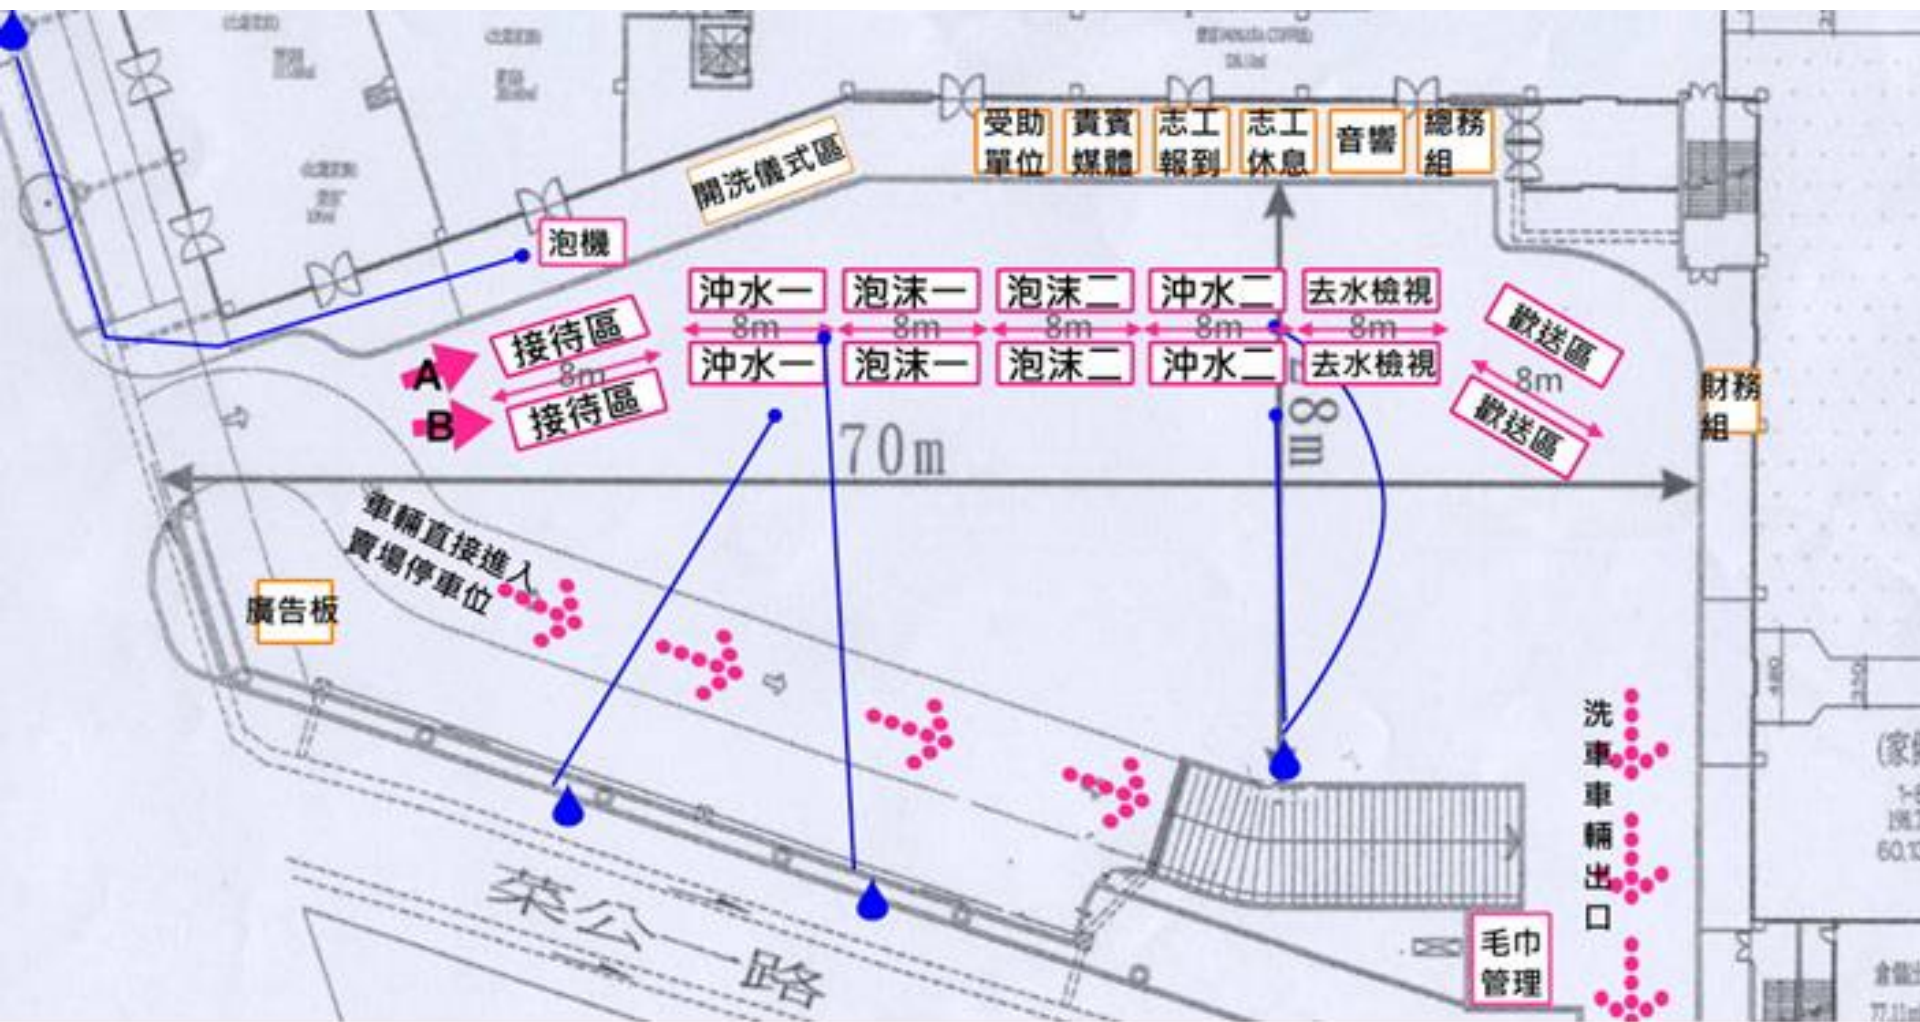 受助
單位
貴賓
媒體
志工
報到
志工
休息
音響
總務
組
開洗儀式區
泡機
沖水一
泡沫一
泡沫二
沖水二
去水檢視
8m
8m
8m
8m
8m
沖水一
泡沫一
泡沫二
沖水二
去水檢視
A
接待區
8m
B
接待區
歡送區
8m
歡送區
財務
組
70m
8m
車輛直接進入
賣場停車位
廣告板
洗車車輛出口
毛巾
管理
480